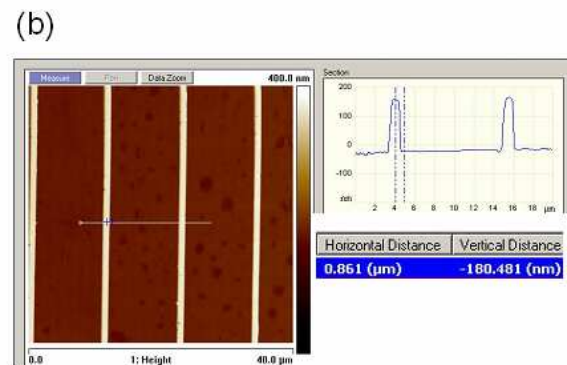 (b)
Measure Pan Data Zoom 400.0 nm
Section
200
100
0
-100
nm
2 4 6 8 10 12 14 16 18 µm
Horizontal Distance Vertical Distance
0.861 (µm) -180.481 (nm)
0.0 1: Height 40.0 µm